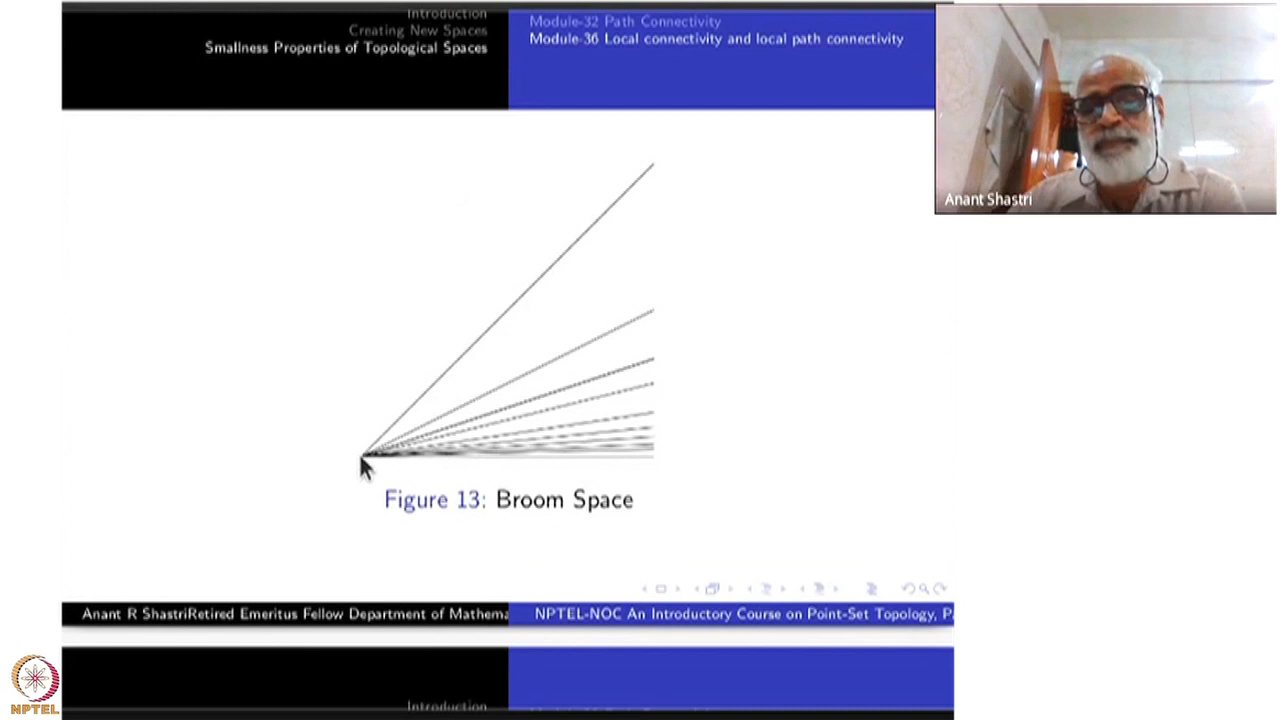 Introduction
Creating New Spaces
Smallness Properties of Topological Spaces
Module-32 Path Connectivity
Module-36 Local connectivity and local path connectivity
Anant Shastri
Figure 13: Broom Space
Anant R ShastriRetired Emeritus Fellow Department of Mathema
NPTEL-NOC An Introductory Course on Point-Set Topology, P
Introduction
NPTEL